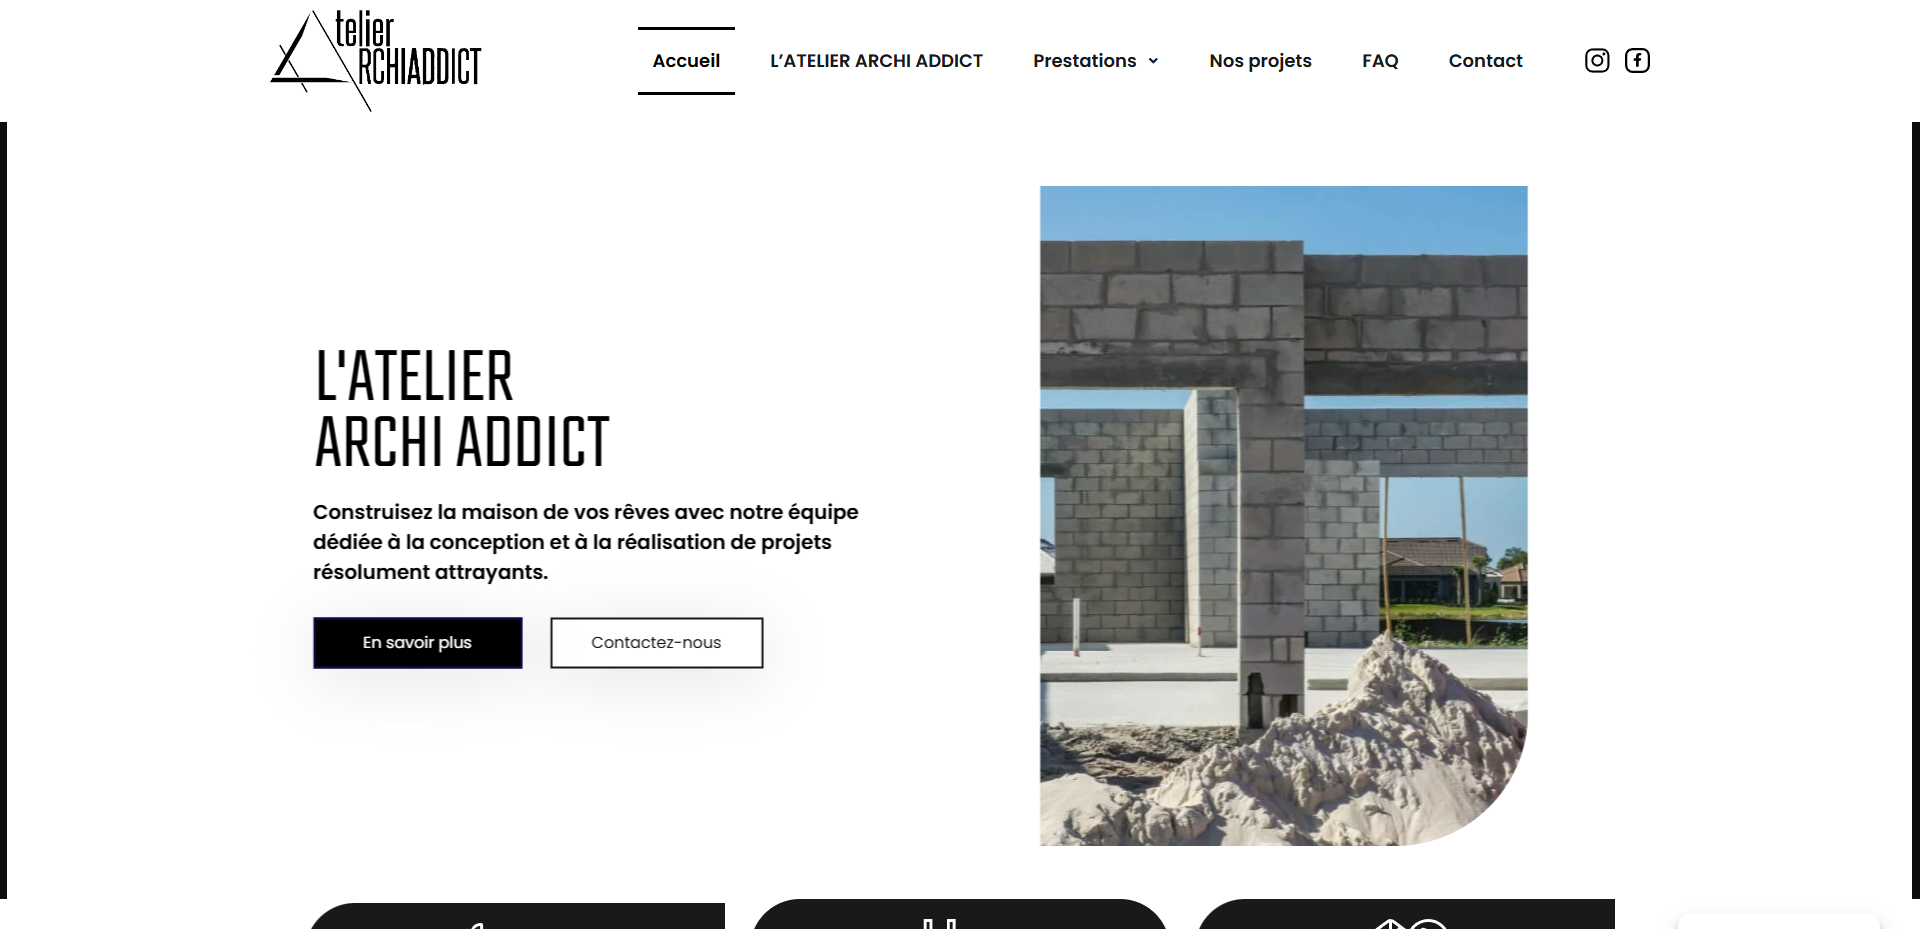 telier
RCHIADDICT
Accueil
L’ATELIER ARCHI ADDICT
Prestations
Nos projets
FAQ
Contact
L'ATELIER
ARCHI ADDICT
Construisez la maison de vos rêves avec notre équipe
dédiée à la conception et à la réalisation de projets
résolument attrayants.
En savoir plus
Contactez-nous